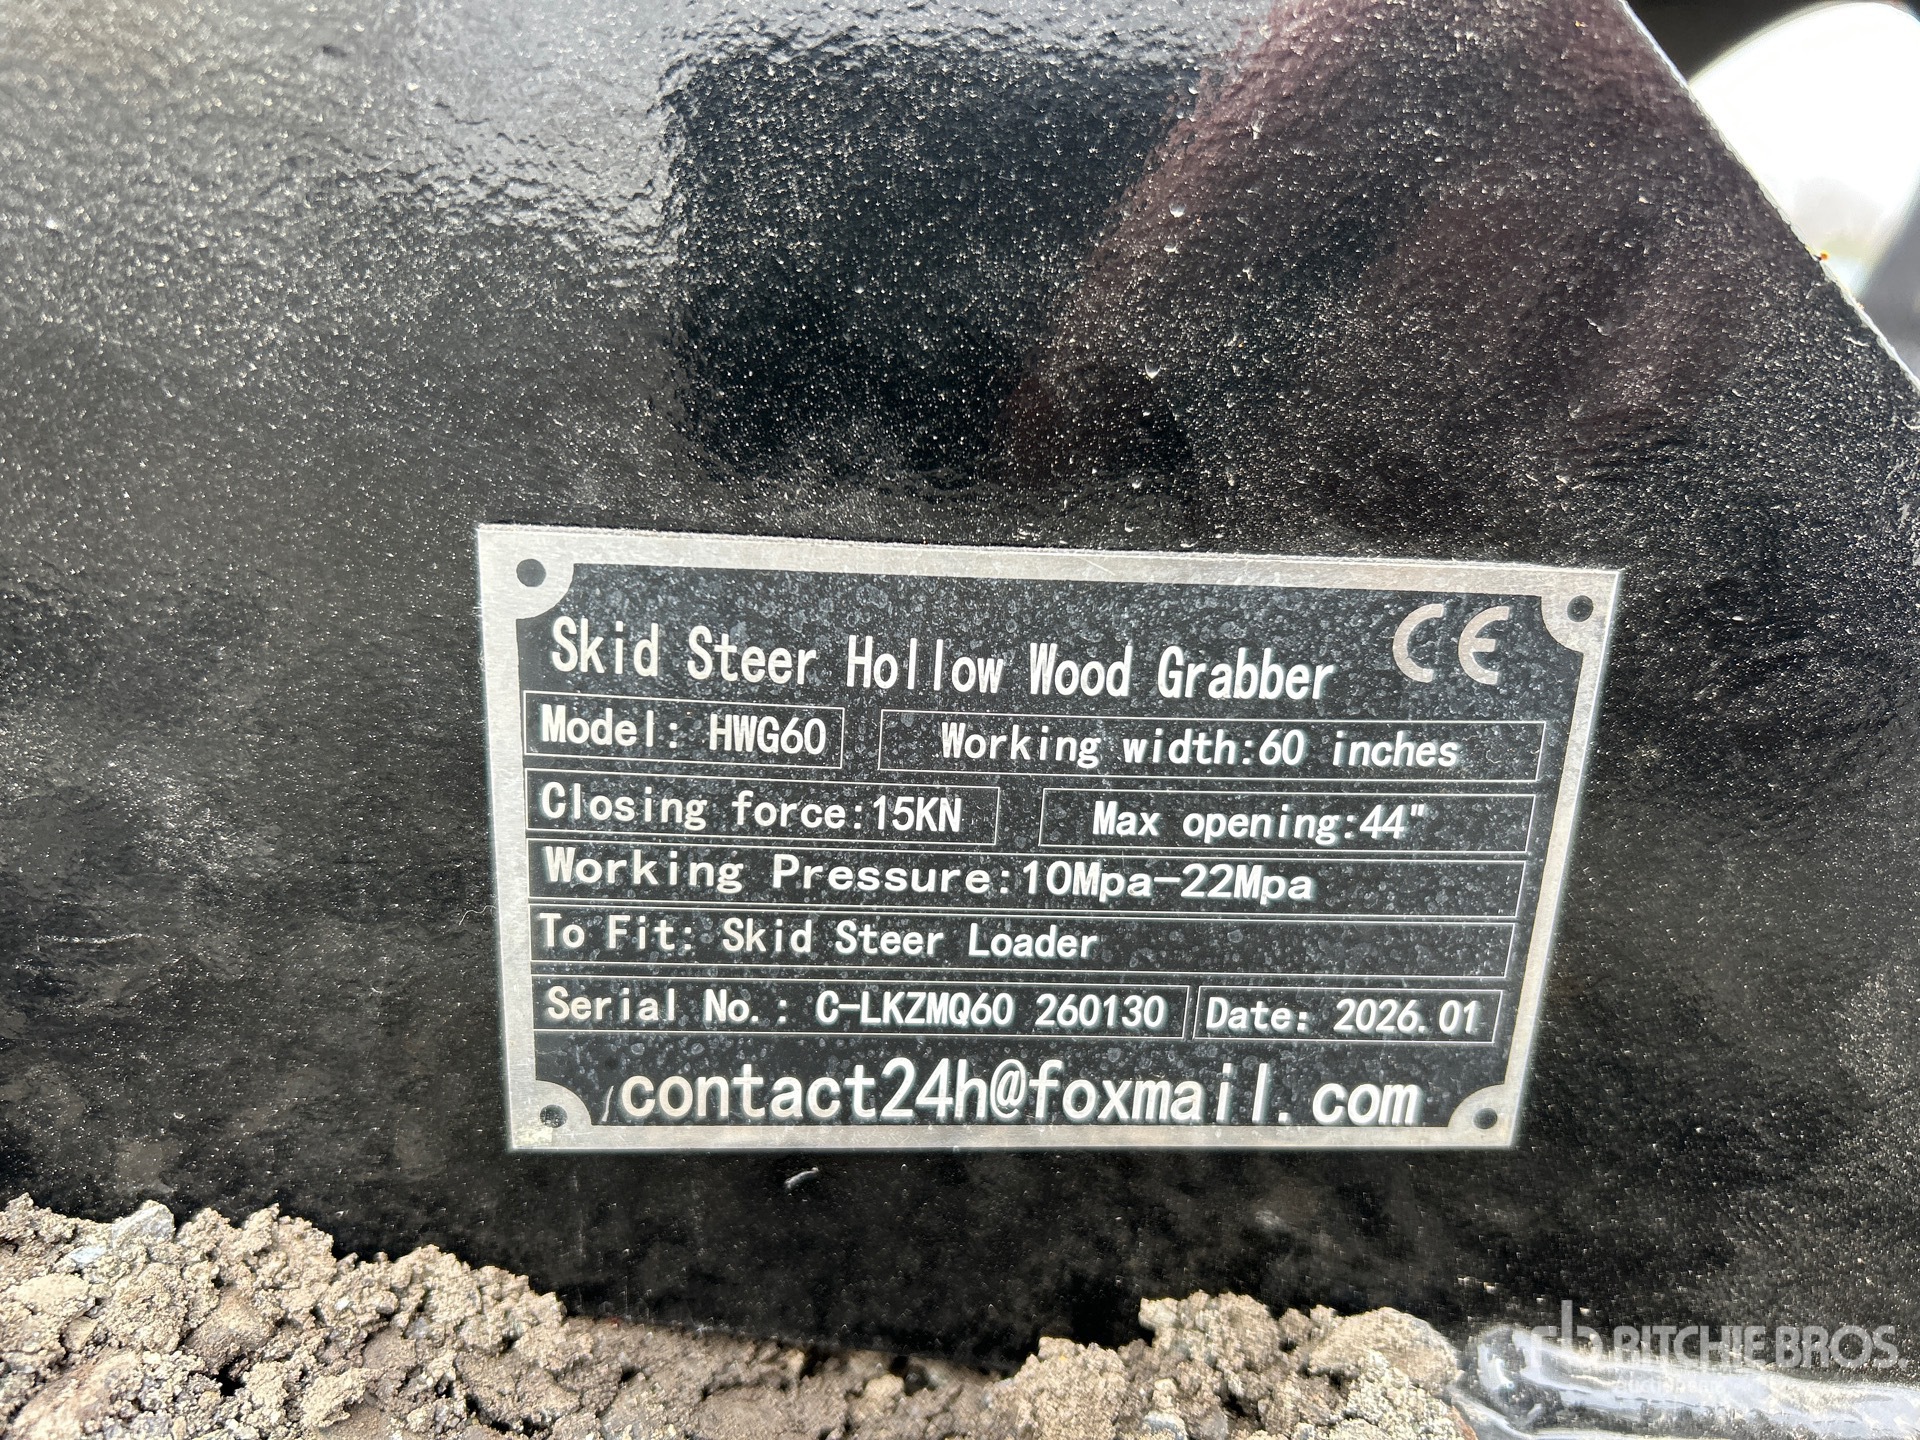 Skid Steer Hollow Wood Grabber CE
Model: HWG60 Working width:60 inches
Closing force:15KN Max opening:44"
Working Pressure:10Mpa-22Mpa
To Fit: Skid Steer Loader
Serial No.: C-LKZMQ60 260130 Date: 2026.01
contact24h@foxmail.com
rb RITCHIE BROS.
Auctioneers